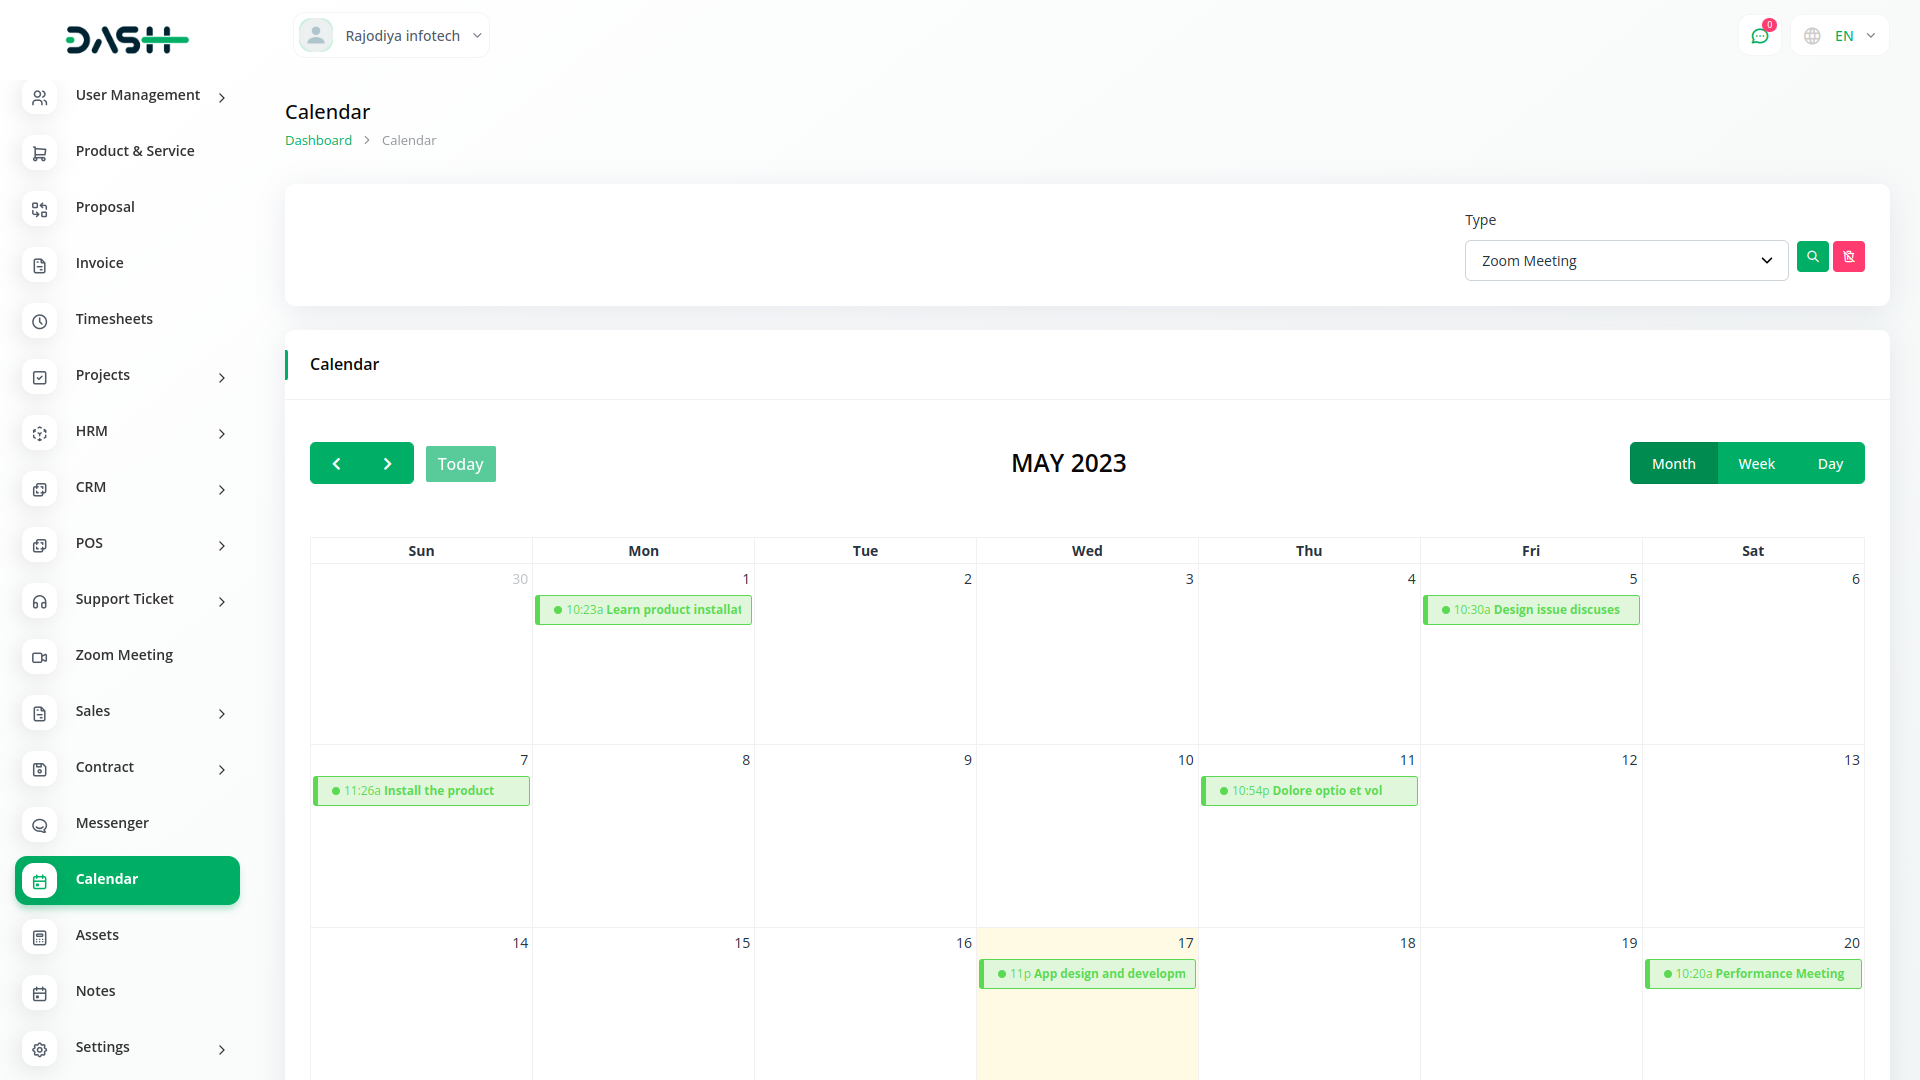 DASH
Rajodiya infotech
0
EN
User Management
Product & Service
Proposal
Invoice
Timesheets
Projects
HRM
CRM
POS
Support Ticket
Zoom Meeting
Sales
Contract
Messenger
Calendar
Assets
Notes
Settings
Calendar
Dashboard > Calendar
Type
Zoom Meeting
Calendar
Today
MAY 2023
Month Week Day
Sun Mon Tue Wed Thu Fri Sat
30 1 2 3 4 5 6
10:23a Learn product installat
10:30a Design issue discuses
7 8 9 10 11 12 13
11:26a Install the product
10:54p Dolore optio et vol
14 15 16 17 18 19 20
11p App design and developm
10:20a Performance Meeting